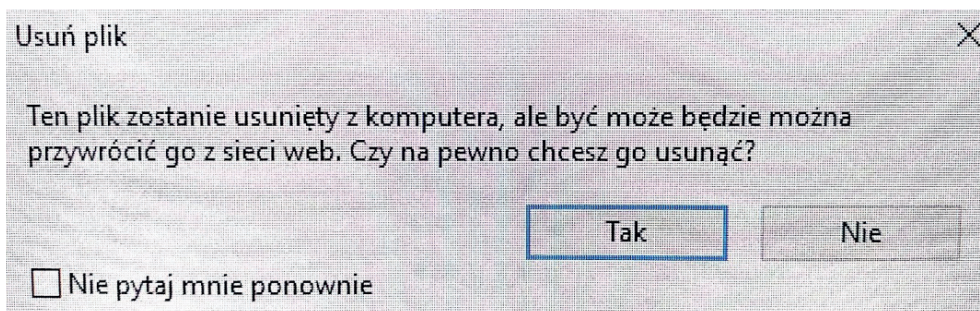 Usuń plik
Ten plik zostanie usunięty z komputera, ale być może będzie można
przywrócić go z sieci web. Czy na pewno chcesz go usunąć?
Tak Nie
Nie pytaj mnie ponownie